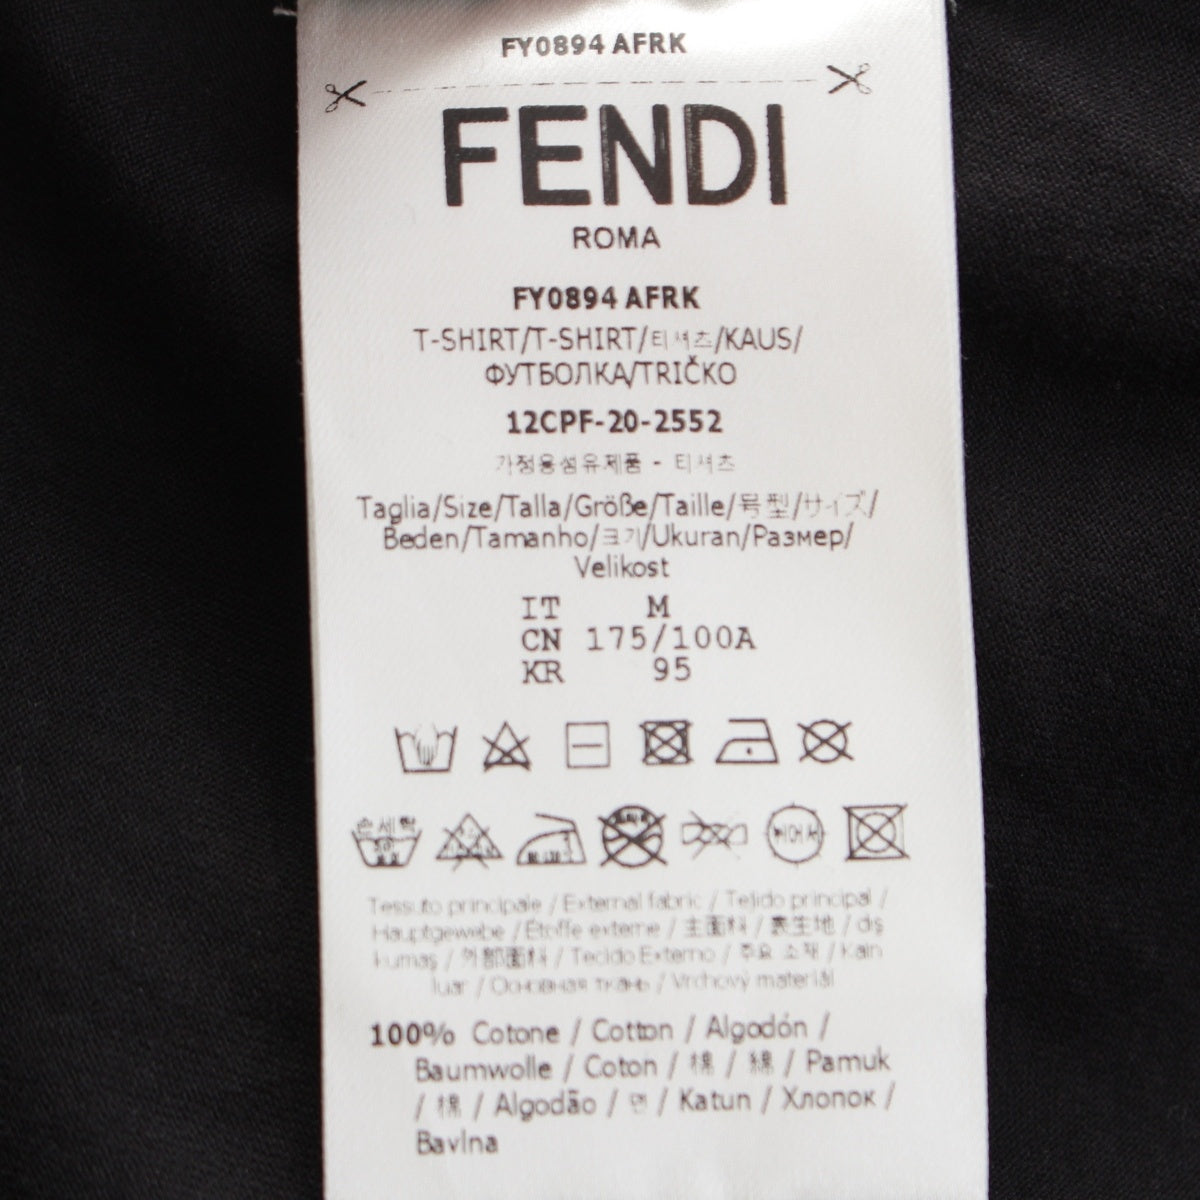 FY0894 AFRK
FENDI
ROMA
FY0894 AFRK
T-SHIRT/T-SHIRT/티셔츠/KAUS/
ФУТБОЛКА/TRIČKO
12CPF-20-2552
가정용섬유제품 - 티셔츠
Taglia/Size/Talla/Größe/Taille/号型/サイズ/
Beden/Tamanho/크기/Ukuran/Размер/
Velikost
IT M
CN 175/100A
KR 95
손세탁
Tessuto principale / External fabric / Tejido principal /
Hauptgewebe / Étoffe externe / 主面料 / 表生地 / dış
kumaş / 外部面料 / Tecido Externo / 주요 소재 / Kain
luar / Основная ткань / Vrchový materiál
100% Cotone / Cotton / Algodón /
Baumwolle / Coton / 棉 / 綿 / Pamuk
/ 棉 / Algodão / 면 / Katun / Хлопок /
Bavlna